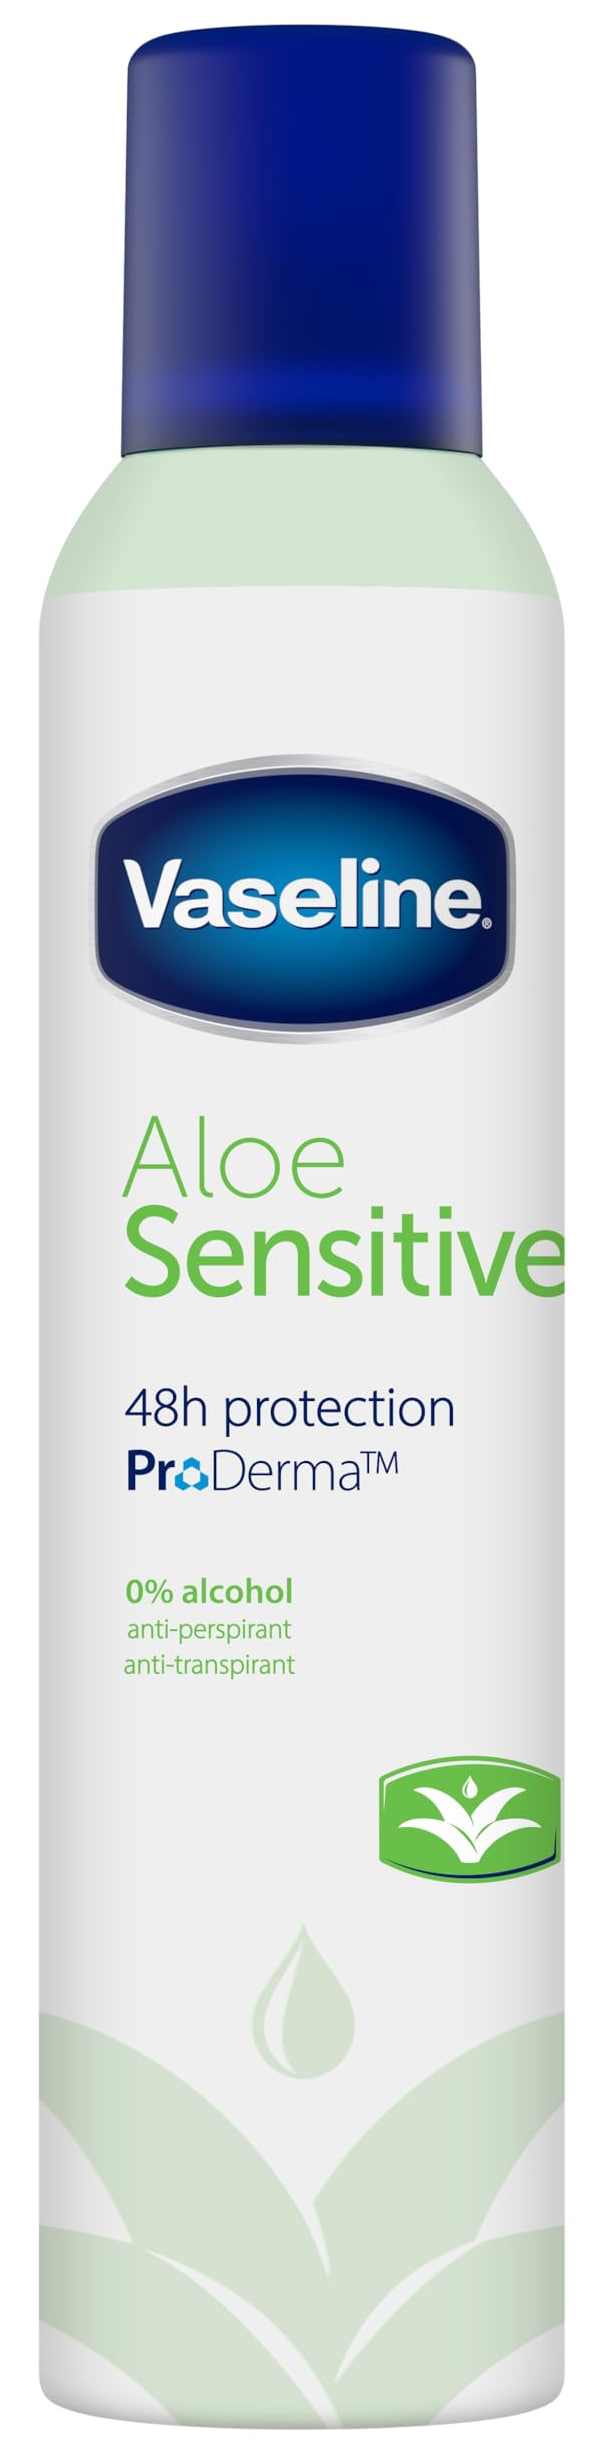 Vaseline®
Aloe
Sensitive
48h protection
ProDerma™
0% alcohol
anti-perspirant
anti-transpirant